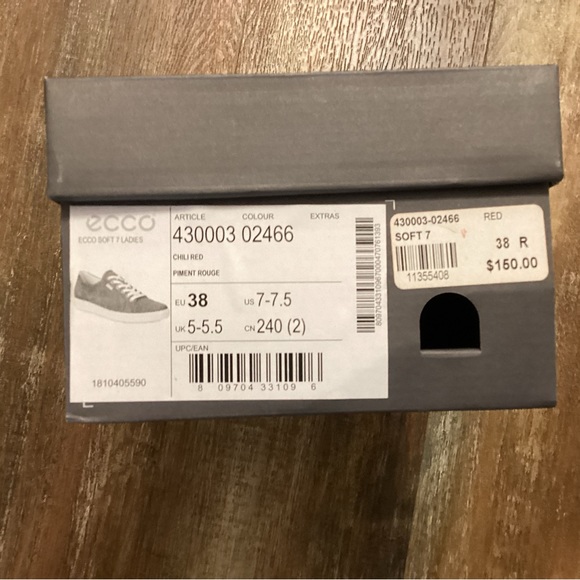 ecco
ECCO SOFT 7 LADIES
1810405590
ARTICLE COLOUR EXTRAS
430003 02466
CHILI RED
PIMENT ROUGE
EU 38 US 7-7.5
UK 5-5.5 CN 240 (2)
UPC/EAN
8 09704 33109 6
430003-02466 RED
SOFT 7
38 R
11355408
$150.00